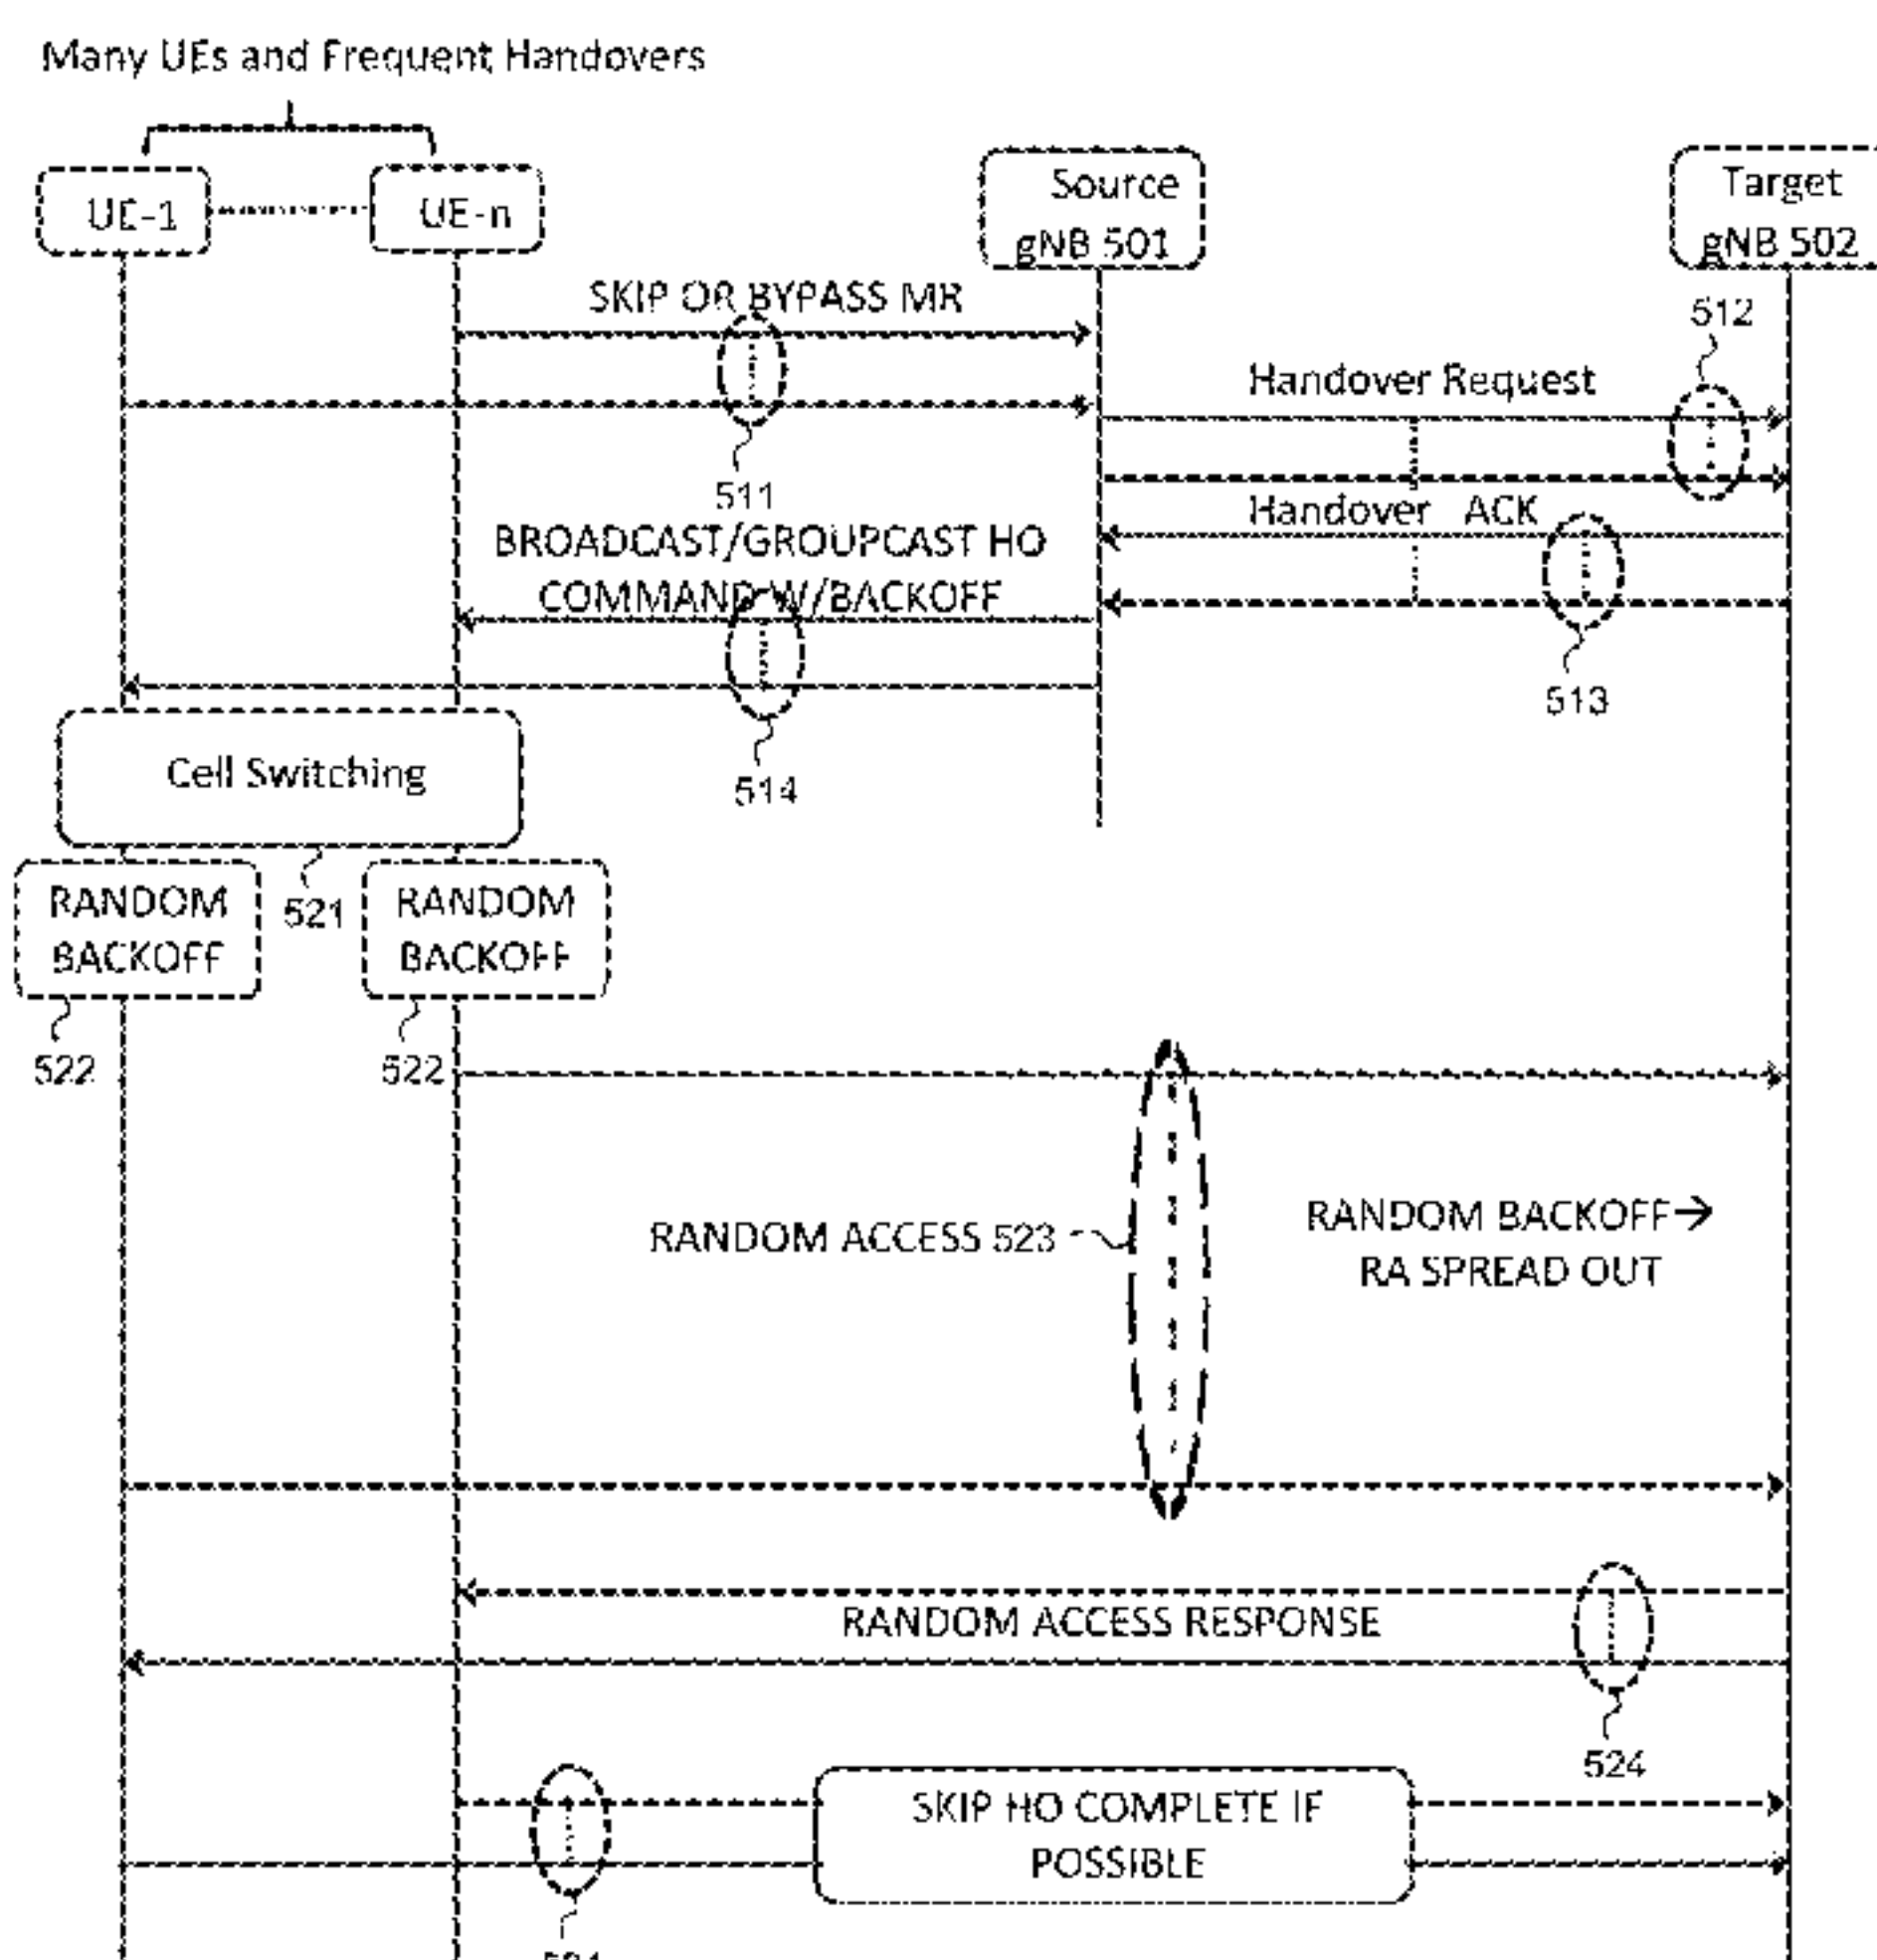 Many UEs and Frequent Handovers
UE-1
UE-n
Source
gNB 501
Target
gNB 502
SKIP OR BYPASS MR
512
Handover Request
511
Handover ACK
BROADCAST/GROUPCAST HO
COMMAND W/BACKOFF
513
Cell Switching
514
RANDOM
BACKOFF
521
RANDOM
BACKOFF
522
522
RANDOM ACCESS 523
RANDOM BACKOFF→
RA SPREAD OUT
RANDOM ACCESS RESPONSE
524
SKIP HO COMPLETE IF
POSSIBLE